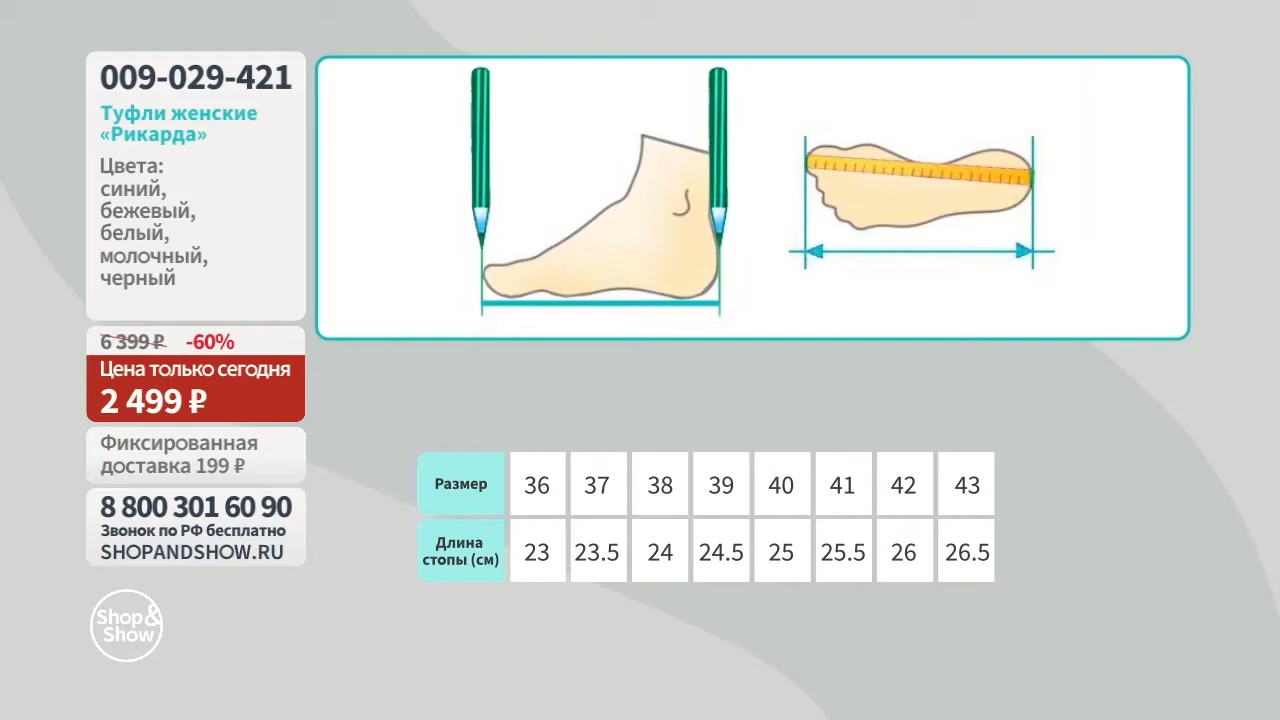 009-029-421
Туфли женские
«Рикарда»
Цвета:
синий,
бежевый,
белый,
молочный,
черный
6 399 ₽ -60%
Цена только сегодня
2 499 ₽
Фиксированная
доставка 199 ₽
8 800 301 60 90
Звонок по РФ бесплатно
SHOPANDSHOW.RU
Shop&
Show
Размер 36 37 38 39 40 41 42 43
Длина
стопы (см) 23 23.5 24 24.5 25 25.5 26 26.5